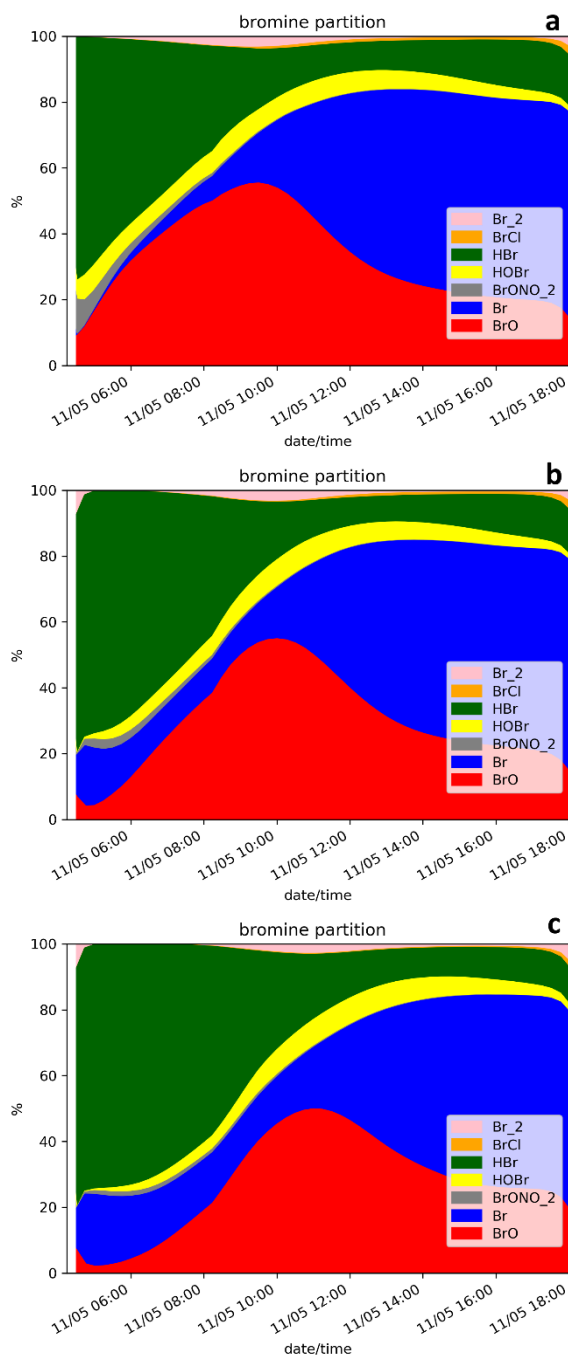 bromine partition
a
100
80
60
40
20
0
%
Br_2
BrCl
HBr
HOBr
BrONO_2
Br
BrO
11/05 06:00
11/05 08:00
11/05 10:00
11/05 12:00
11/05 14:00
11/05 16:00
11/05 18:00
date/time
bromine partition
b
100
80
60
40
20
0
%
Br_2
BrCl
HBr
HOBr
BrONO_2
Br
BrO
11/05 06:00
11/05 08:00
11/05 10:00
11/05 12:00
11/05 14:00
11/05 16:00
11/05 18:00
date/time
bromine partition
c
100
80
60
40
20
0
%
Br_2
BrCl
HBr
HOBr
BrONO_2
Br
BrO
11/05 06:00
11/05 08:00
11/05 10:00
11/05 12:00
11/05 14:00
11/05 16:00
11/05 18:00
date/time